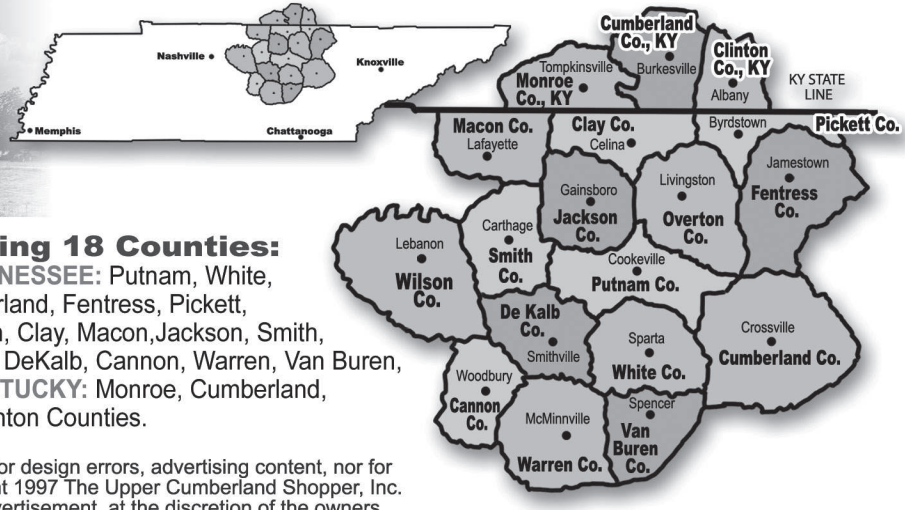 Nashville
Knoxville
Memphis
Chattanooga
Cumberland
Co., KY
Burkesville
Clinton
Co., KY
Albany
Tompkinsville
Monroe
Co., KY
KY STATE
LINE
Macon Co.
Lafayette
Clay Co.
Celina
Byrdstown
Pickett Co.
Gainsboro
Jackson
Co.
Livingston
Overton
Co.
Jamestown
Fentress
Co.
Lebanon
Wilson
Co.
Carthage
Smith
Co.
Cookeville
Putnam Co.
De Kalb
Co.
Smithville
Sparta
White Co.
Crossville
Cumberland Co.
Woodbury
Cannon
Co.
McMinnville
Warren Co.
Spencer
Van
Buren
Co.
ing 18 Counties:
NESSEE: Putnam, White,
rland, Fentress, Pickett,
n, Clay, Macon,Jackson, Smith,
DeKalb, Cannon, Warren, Van Buren,
TUCKY: Monroe, Cumberland,
nton Counties.
or design errors, advertising content, nor for
nt 1997 The Upper Cumberland Shopper, Inc.
vertisement, at the discretion of the owners